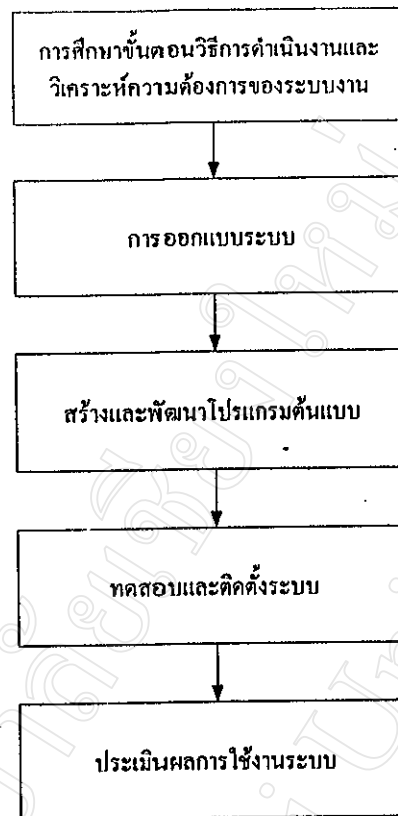 การศึกษาขั้นตอนวิธีการดำเนินงานและ
วิเคราะห์ความต้องการของระบบงาน
การออกแบบระบบ
สร้างและพัฒนาโปรแกรมต้นแบบ
ทดสอบและติดตั้งระบบ
ประเมินผลการใช้งานระบบ